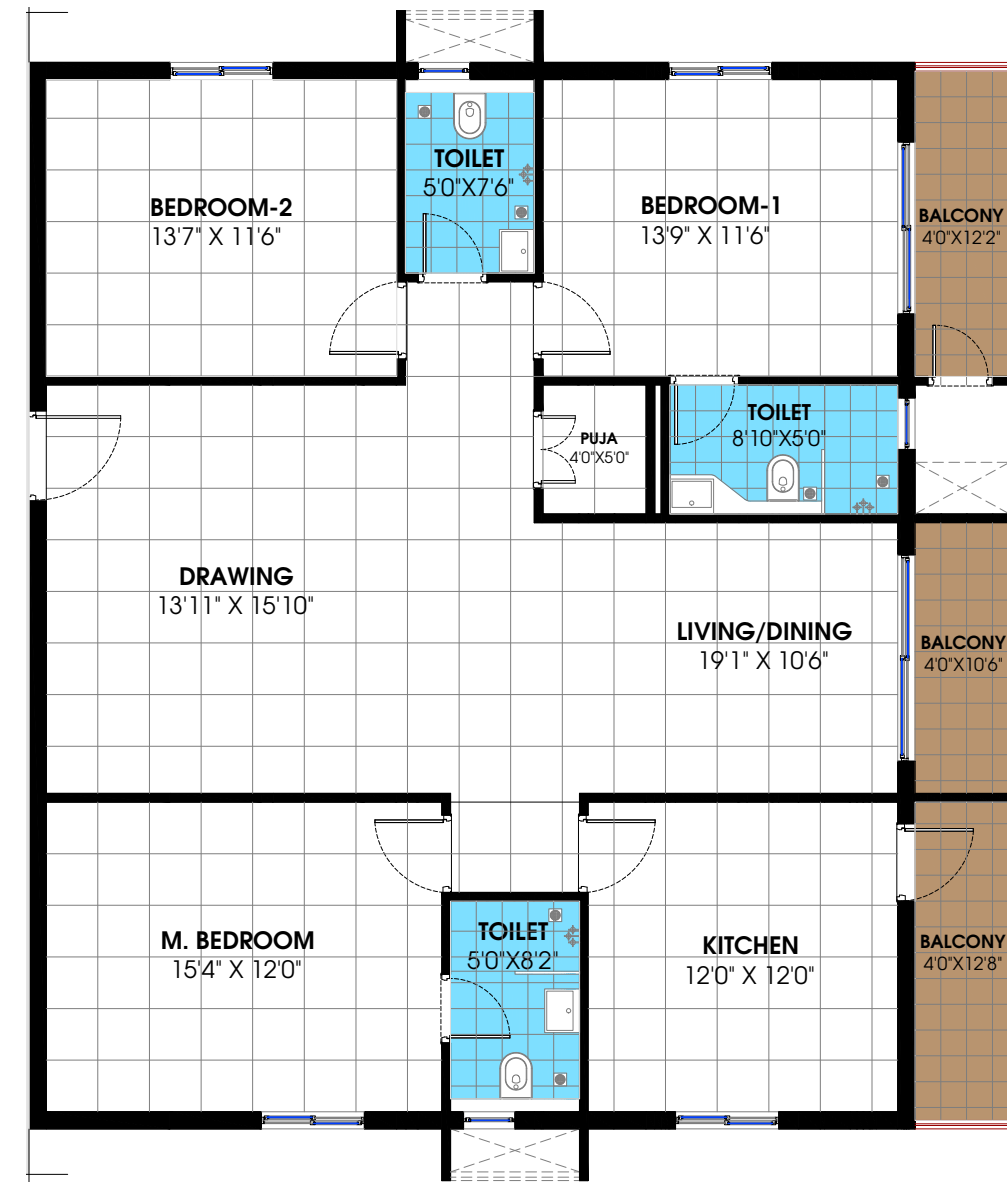 TOILET
5'0"X7'6"
BEDROOM-2
13'7" X 11'6"
BEDROOM-1
13'9" X 11'6"
BALCONY
4'0"X12'2"
TOILET
8'10"X5'0"
PUJA
4'0"X5'0"
DRAWING
13'11" X 15'10"
LIVING/DINING
19'1" X 10'6"
BALCONY
4'0"X10'6"
M. BEDROOM
15'4" X 12'0"
TOILET
5'0"X8'2"
KITCHEN
12'0" X 12'0"
BALCONY
4'0"X12'8"